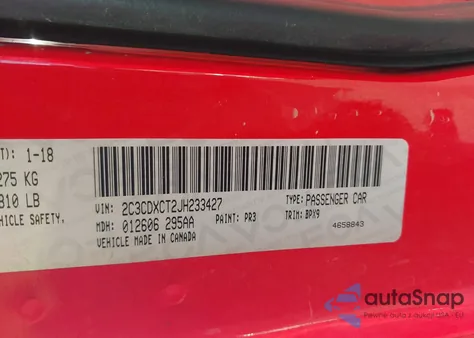 T): 1-18
275 KG
810 LB
EHICLE SAFETY,
VIN: 2C3CDXCT2JH233427
TYPE: PASSENGER CAR
MDH: 012606 295AA
PAINT: PR3
TRIM: BPX9
VEHICLE MADE IN CANADA
4658843
autoSnap